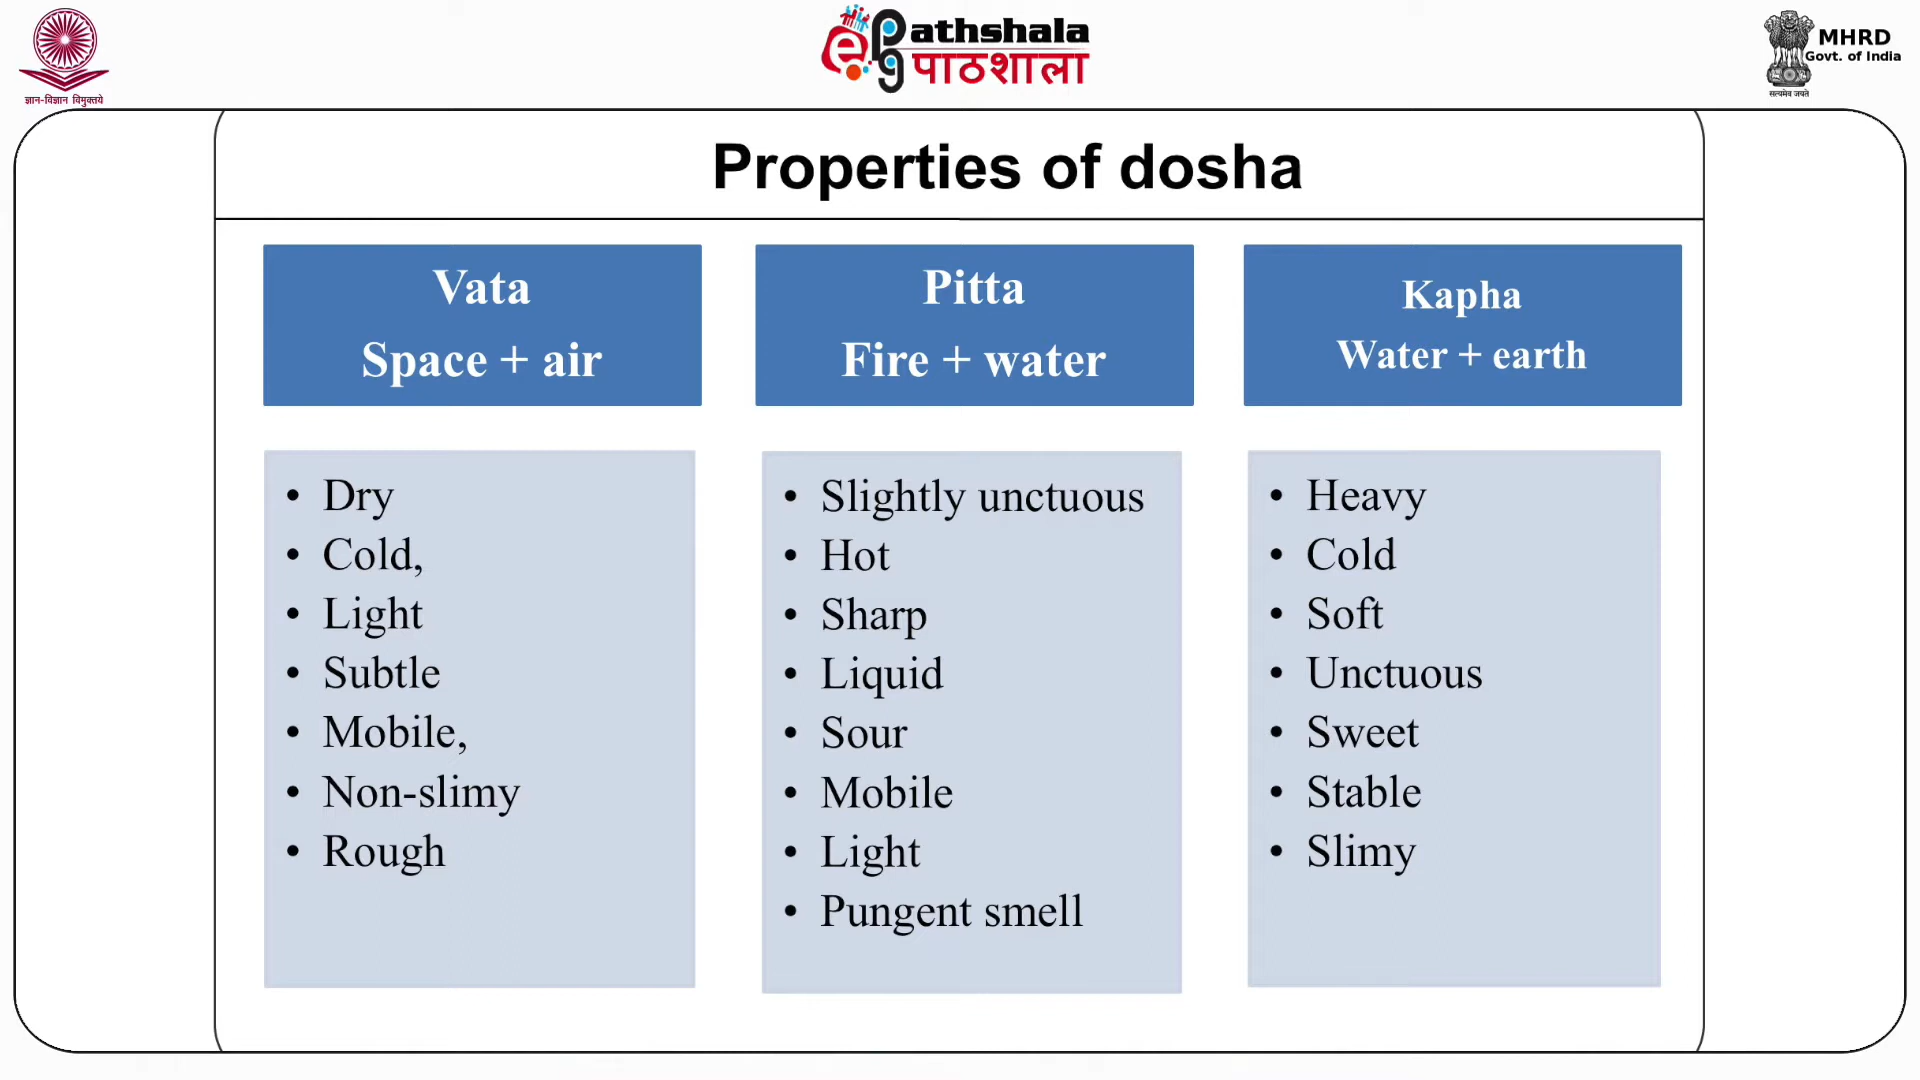 ज्ञान-विज्ञान विमुक्तये
ePG Pathshala
पाठशाला
MHRD
Govt. of India
सत्यमेव जयते
Properties of dosha
Vata
Space + air
Pitta
Fire + water
Kapha
Water + earth
• Dry
• Cold,
• Light
• Subtle
• Mobile,
• Non-slimy
• Rough
• Slightly unctuous
• Hot
• Sharp
• Liquid
• Sour
• Mobile
• Light
• Pungent smell
• Heavy
• Cold
• Soft
• Unctuous
• Sweet
• Stable
• Slimy